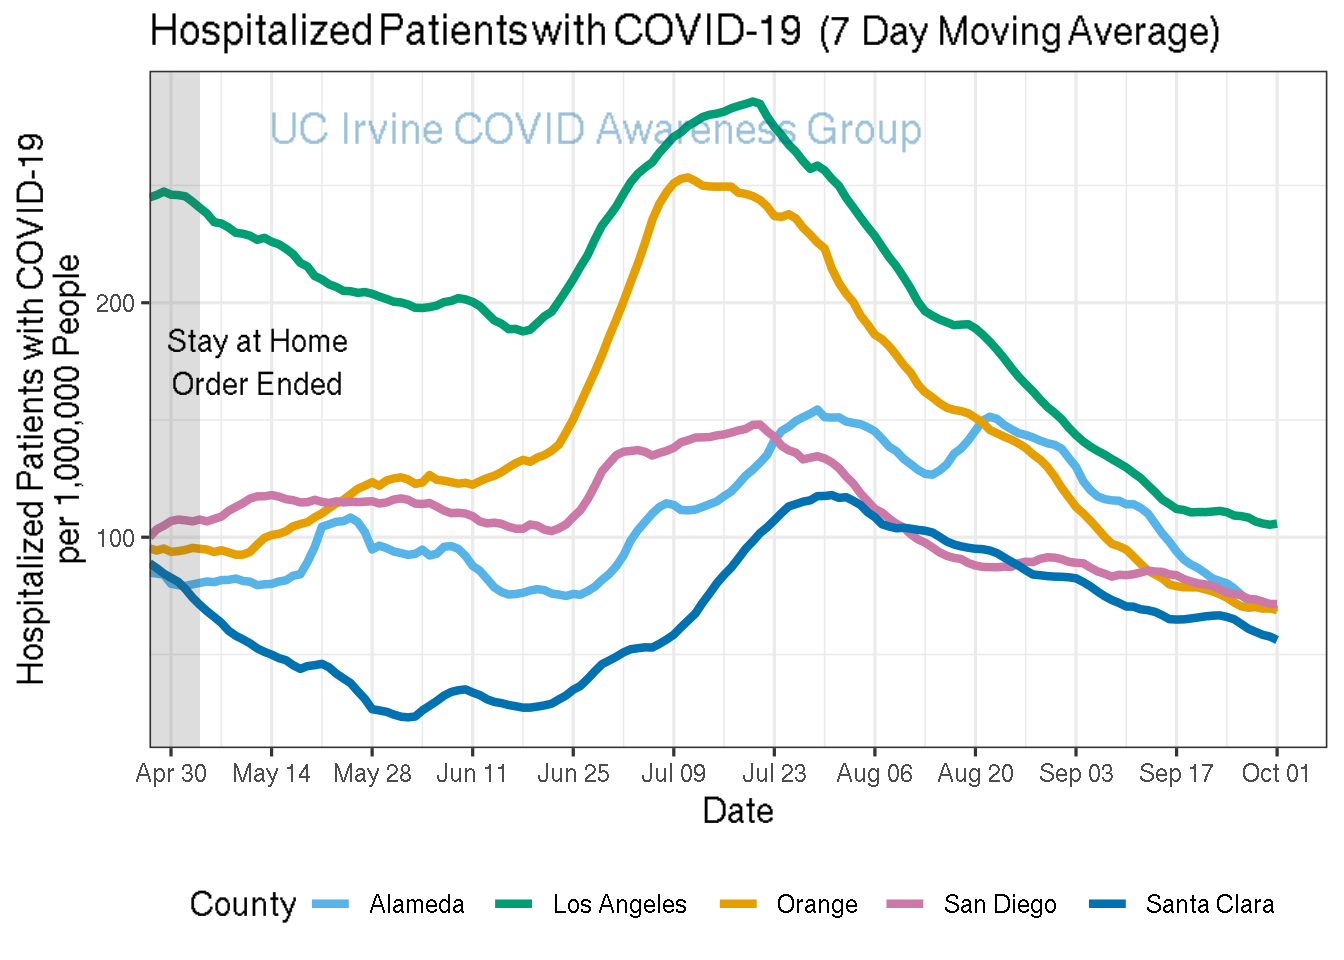 Hospitalized Patients with COVID-19 (7 Day Moving Average)
UC Irvine COVID Awareness Group
Hospitalized Patients with COVID-19
per 1,000,000 People
200
100
Stay at Home
Order Ended
Apr 30 May 14 May 28 Jun 11 Jun 25 Jul 09 Jul 23 Aug 06 Aug 20 Sep 03 Sep 17 Oct 01
Date
County Alameda Los Angeles Orange San Diego Santa Clara